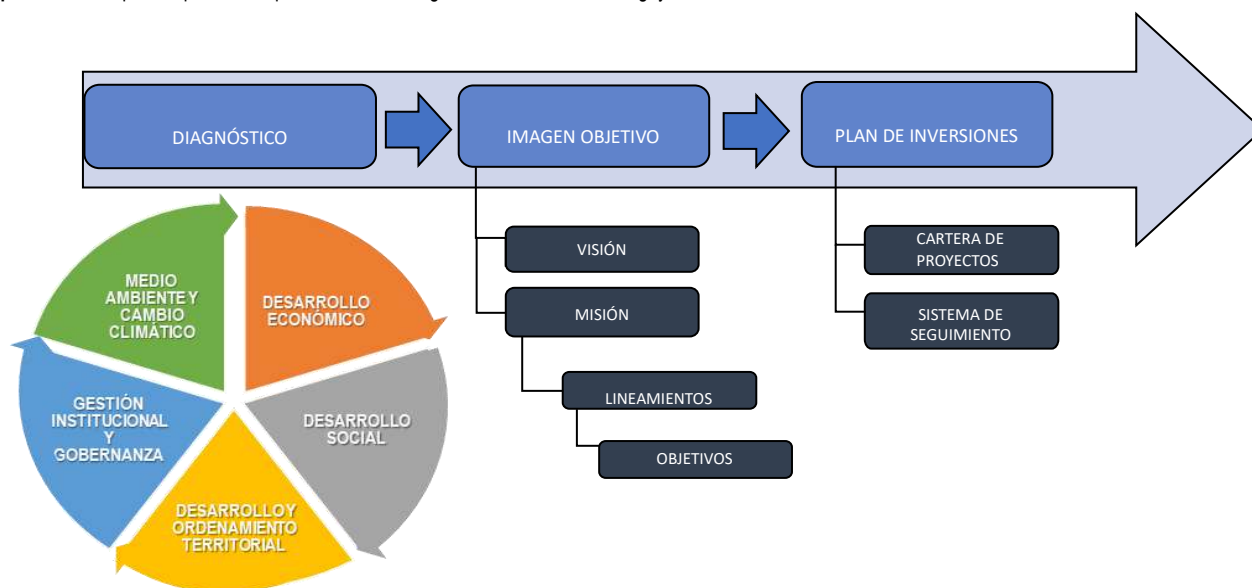 DIAGNÓSTICO
IMAGEN OBJETIVO
PLAN DE INVERSIONES
VISIÓN
MISIÓN
LINEAMIENTOS
OBJETIVOS
CARTERA DE
PROYECTOS
SISTEMA DE
SEGUIMIENTO
MEDIO
AMBIENTE Y
CAMBIO
CLIMÁTICO
DESARROLLO
ECONÓMICO
DESARROLLO
SOCIAL
DESARROLLO Y
ORDENAMIENTO
TERRITORIAL
GESTIÓN
INSTITUCIONAL
Y
GOBERNANZA